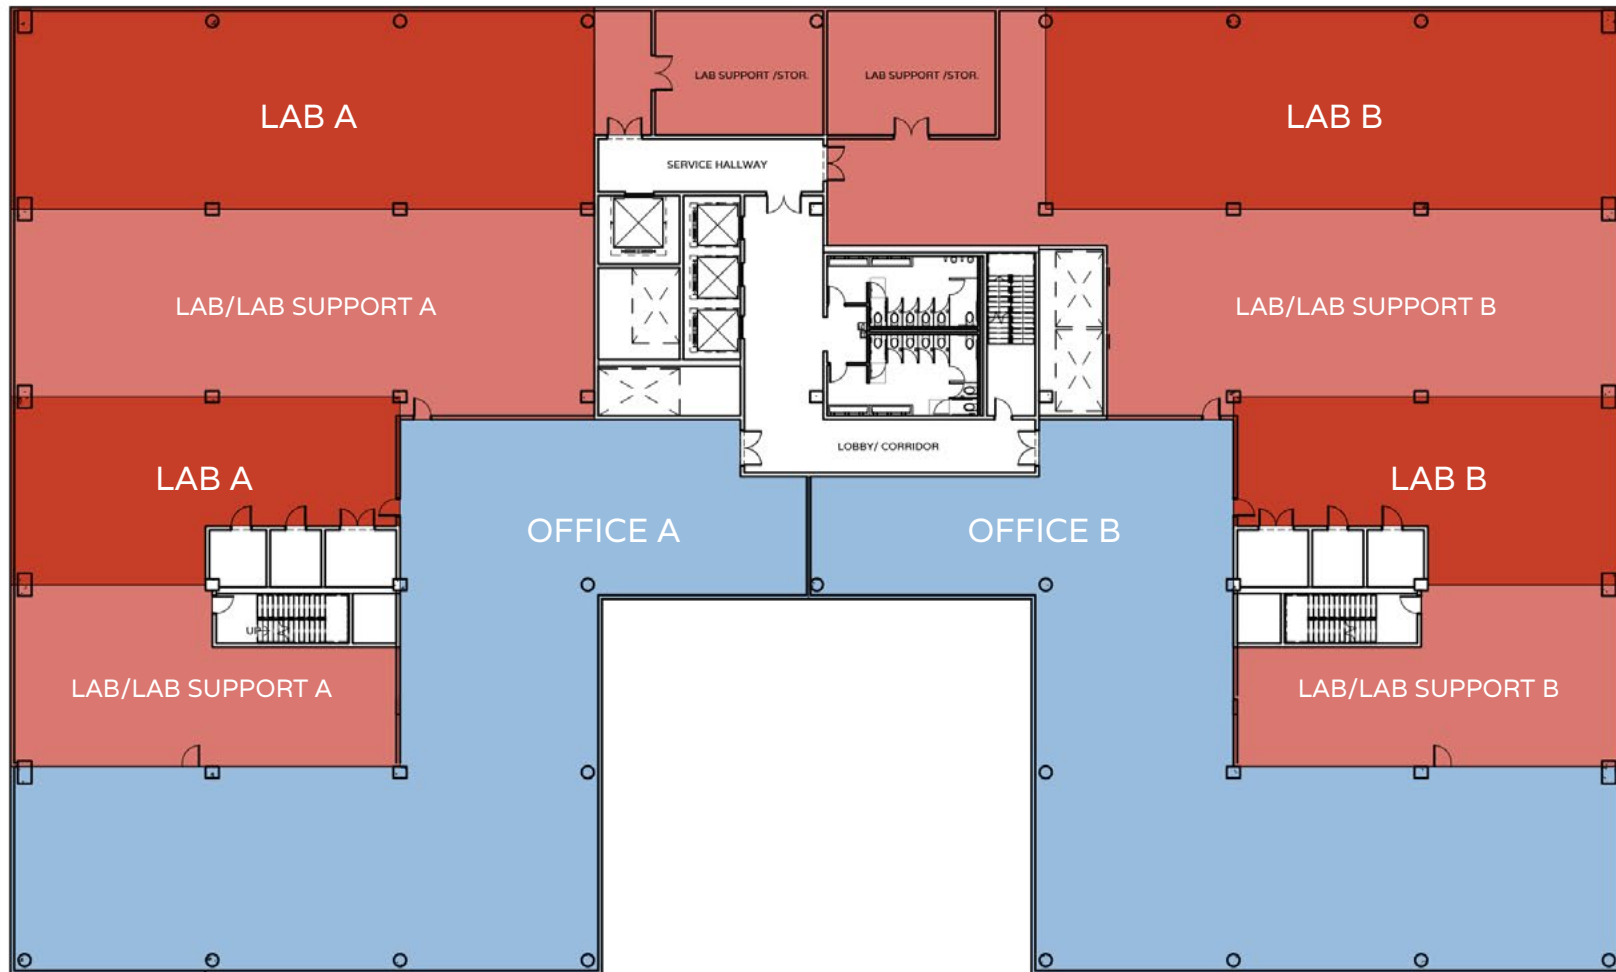 LAB SUPPORT /STOR.
LAB SUPPORT /STOR.
LAB A
LAB B
SERVICE HALLWAY
LAB/LAB SUPPORT A
LAB/LAB SUPPORT B
LOBBY/ CORRIDOR
LAB A
LAB B
OFFICE A
OFFICE B
UP
LAB/LAB SUPPORT A
LAB/LAB SUPPORT B